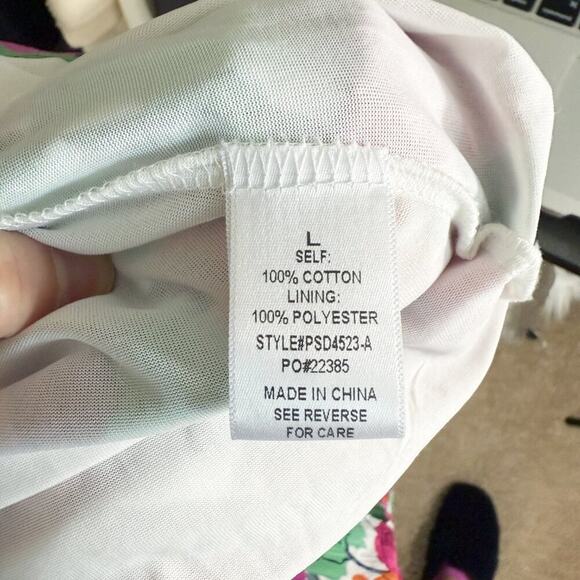 L
SELF:
100% COTTON
LINING:
100% POLYESTER
STYLE#PSD4523-A
PO#22385
MADE IN CHINA
SEE REVERSE
FOR CARE